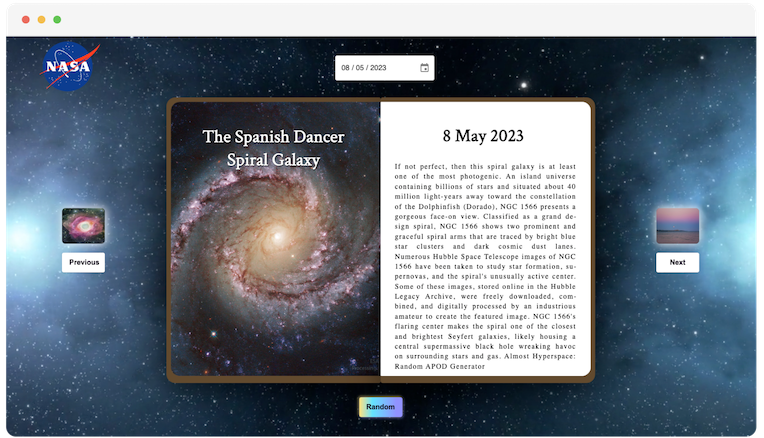 NASA
08 / 05 / 2023
The Spanish Dancer
Spiral Galaxy
8 May 2023
If not perfect, then this spiral galaxy is at least
one of the most photogenic. An island universe
containing billions of stars and situated about 40
million light-years away toward the constellation
of the Dolphinfish (Dorado), NGC 1566 presents a
gorgeous face-on view. Classified as a grand de-
sign spiral, NGC 1566 shows two prominent and
graceful spiral arms that are traced by bright blue
star clusters and dark cosmic dust lanes.
Numerous Hubble Space Telescope images of NGC
1566 have been taken to study star formation, su-
pernovas, and the spiral's unusually active center.
Some of these images, stored online in the Hubble
Legacy Archive, were freely downloaded, com-
bined, and digitally processed by an industrious
amateur to create the featured image. NGC 1566's
flaring center makes the spiral one of the closest
and brightest Seyfert galaxies, likely housing a
central supermassive black hole wreaking havoc
on surrounding stars and gas. Almost Hyperspace:
Random APOD Generator
Previous
Next
Random